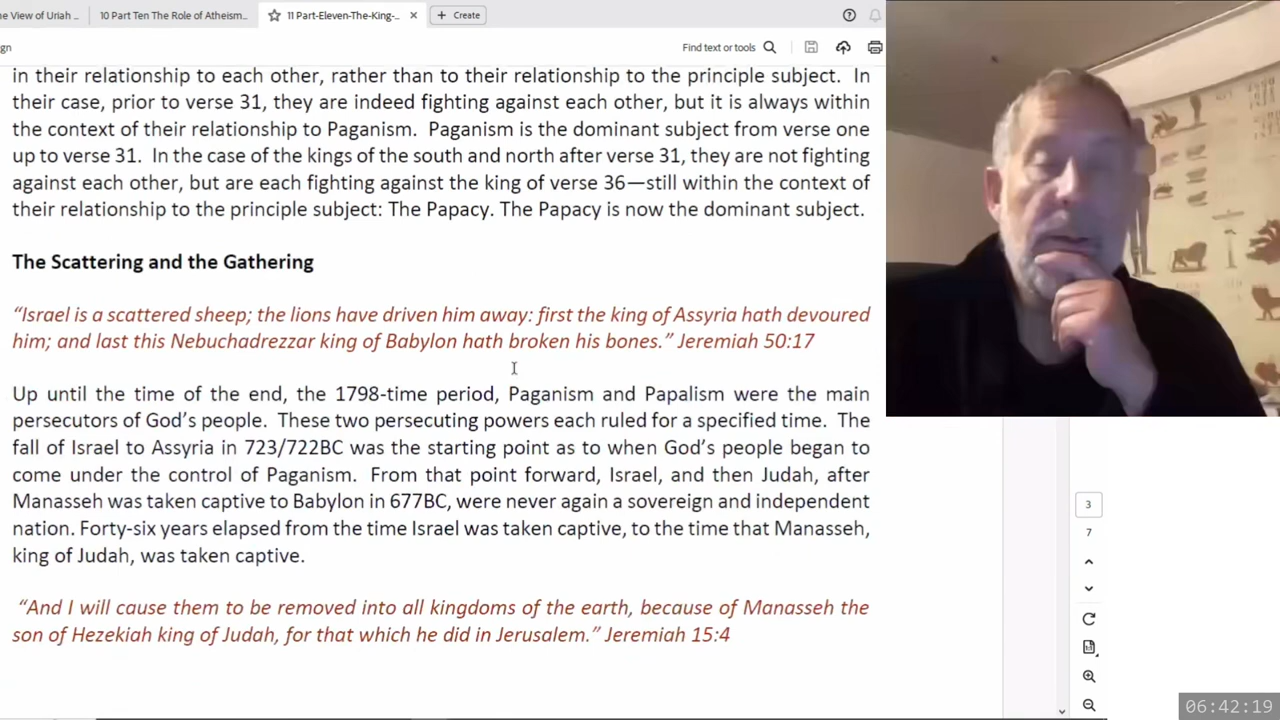 he View of Uriah ...
10 Part Ten The Role of Atheism...
11 Part-Eleven-The-King-...
Create
gn
Find text or tools
in their relationship to each other, rather than to their relationship to the principle subject. In
their case, prior to verse 31, they are indeed fighting against each other, but it is always within
the context of their relationship to Paganism. Paganism is the dominant subject from verse one
up to verse 31. In the case of the kings of the south and north after verse 31, they are not fighting
against each other, but are each fighting against the king of verse 36—still within the context of
their relationship to the principle subject: The Papacy. The Papacy is now the dominant subject.
The Scattering and the Gathering
“Israel is a scattered sheep; the lions have driven him away: first the king of Assyria hath devoured
him; and last this Nebuchadrezzar king of Babylon hath broken his bones.” Jeremiah 50:17
Up until the time of the end, the 1798-time period, Paganism and Papalism were the main
persecutors of God’s people. These two persecuting powers each ruled for a specified time. The
fall of Israel to Assyria in 723/722BC was the starting point as to when God’s people began to
come under the control of Paganism. From that point forward, Israel, and then Judah, after
Manasseh was taken captive to Babylon in 677BC, were never again a sovereign and independent
nation. Forty-six years elapsed from the time Israel was taken captive, to the time that Manasseh,
king of Judah, was taken captive.
“And I will cause them to be removed into all kingdoms of the earth, because of Manasseh the
son of Hezekiah king of Judah, for that which he did in Jerusalem.” Jeremiah 15:4
3
7
06:42:19